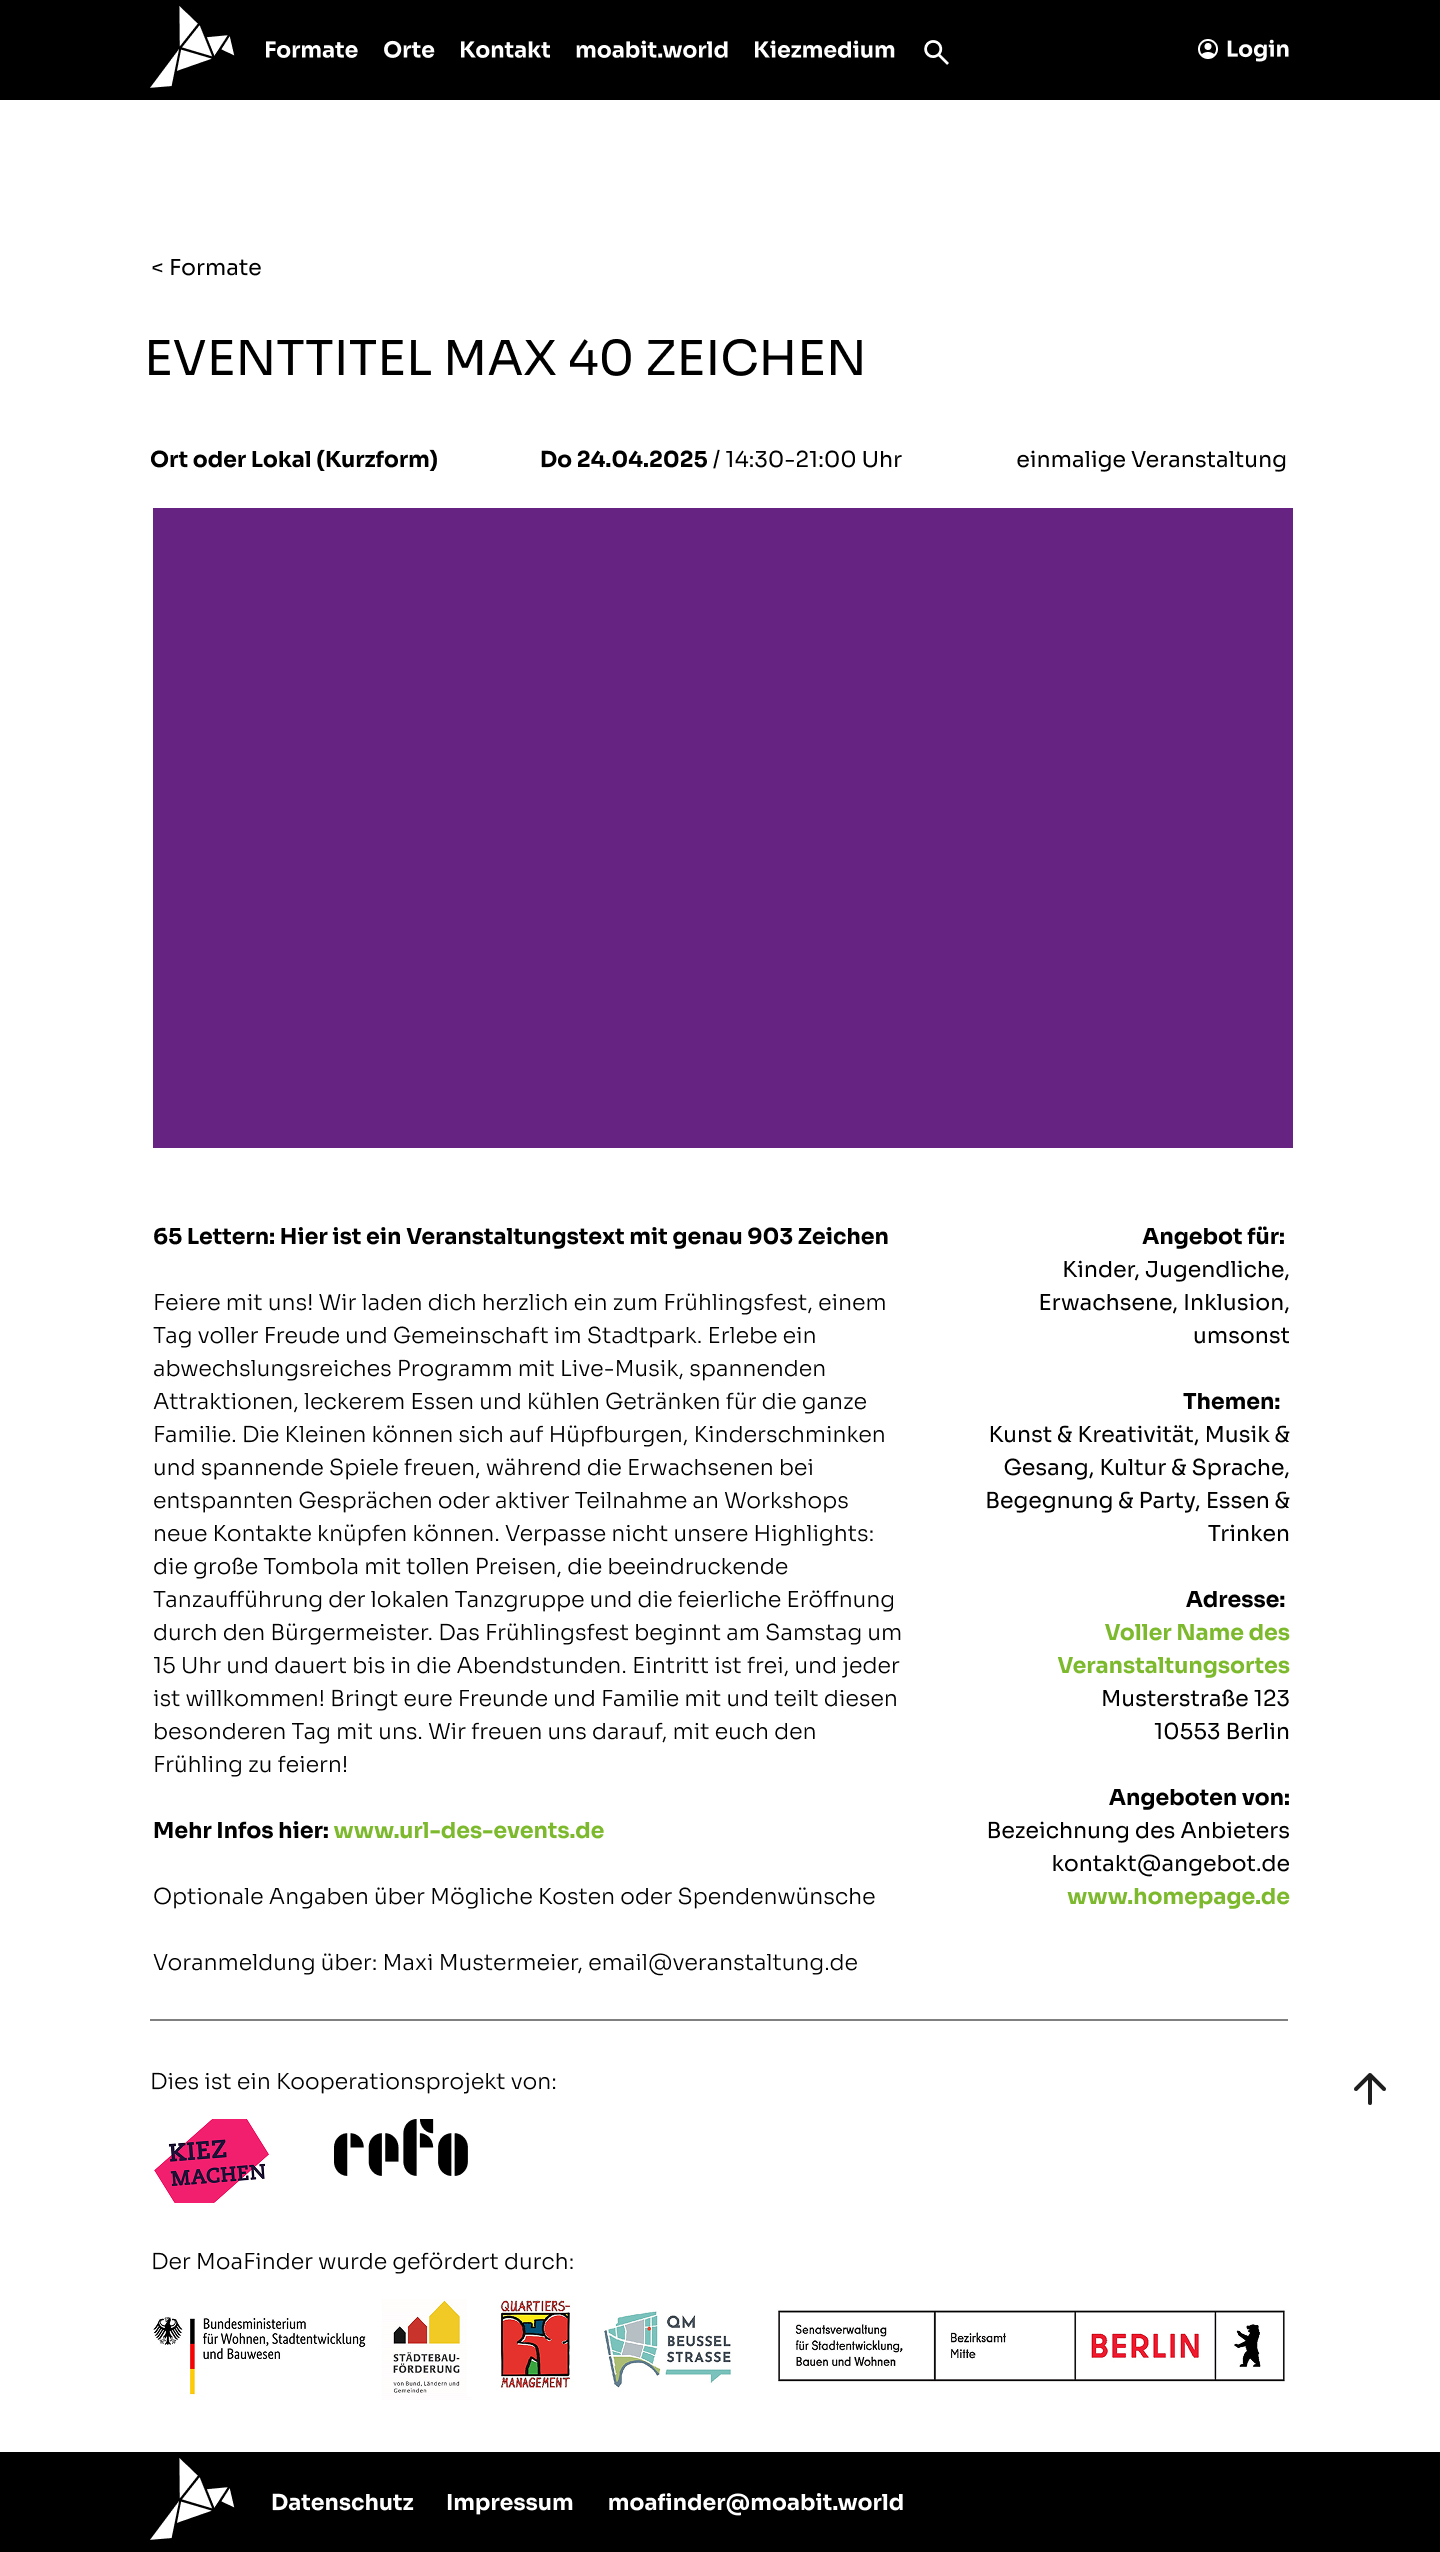 Formate Orte Kontakt moabit.world Kiezmedium Login
< Formate
EVENTTITEL MAX 40 ZEICHEN
Ort oder Lokal (Kurzform) Do 24.04.2025 / 14:30-21:00 Uhr einmalige Veranstaltung
65 Lettern: Hier ist ein Veranstaltungstext mit genau 903 Zeichen
Feiere mit uns! Wir laden dich herzlich ein zum Frühlingsfest, einem
Tag voller Freude und Gemeinschaft im Stadtpark. Erlebe ein
abwechslungsreiches Programm mit Live-Musik, spannenden
Attraktionen, leckerem Essen und kühlen Getränken für die ganze
Familie. Die Kleinen können sich auf Hüpfburgen, Kinderschminken
und spannende Spiele freuen, während die Erwachsenen bei
entspannten Gesprächen oder aktiver Teilnahme an Workshops
neue Kontakte knüpfen können. Verpasse nicht unsere Highlights:
die große Tombola mit tollen Preisen, die beeindruckende
Tanzaufführung der lokalen Tanzgruppe und die feierliche Eröffnung
durch den Bürgermeister. Das Frühlingsfest beginnt am Samstag um
15 Uhr und dauert bis in die Abendstunden. Eintritt ist frei, und jeder
ist willkommen! Bringt eure Freunde und Familie mit und teilt diesen
besonderen Tag mit uns. Wir freuen uns darauf, mit euch den
Frühling zu feiern!
Mehr Infos hier: www.url-des-events.de
Optionale Angaben über Mögliche Kosten oder Spendenwünsche
Voranmeldung über: Maxi Mustermeier, email@veranstaltung.de
Angebot für:
Kinder, Jugendliche,
Erwachsene, Inklusion,
umsonst
Themen:
Kunst & Kreativität, Musik &
Gesang, Kultur & Sprache,
Begegnung & Party, Essen &
Trinken
Adresse:
Voller Name des
Veranstaltungsortes
Musterstraße 123
10553 Berlin
Angeboten von:
Bezeichnung des Anbieters
kontakt@angebot.de
www.homepage.de
Dies ist ein Kooperationsprojekt von:
KIEZ
MACHEN
refo
Der MoaFinder wurde gefördert durch:
Bundesministerium
für Wohnen, Stadtentwicklung
und Bauwesen
STÄDTEBAU-
FÖRDERUNG
von Bund, Ländern und
Gemeinden
QUARTIERS-
MANAGEMENT
QM
BEUSSEL
STRASSE
Senatsverwaltung
für Stadtentwicklung,
Bauen und Wohnen
Bezirksamt
Mitte
BERLIN
Datenschutz Impressum moafinder@moabit.world